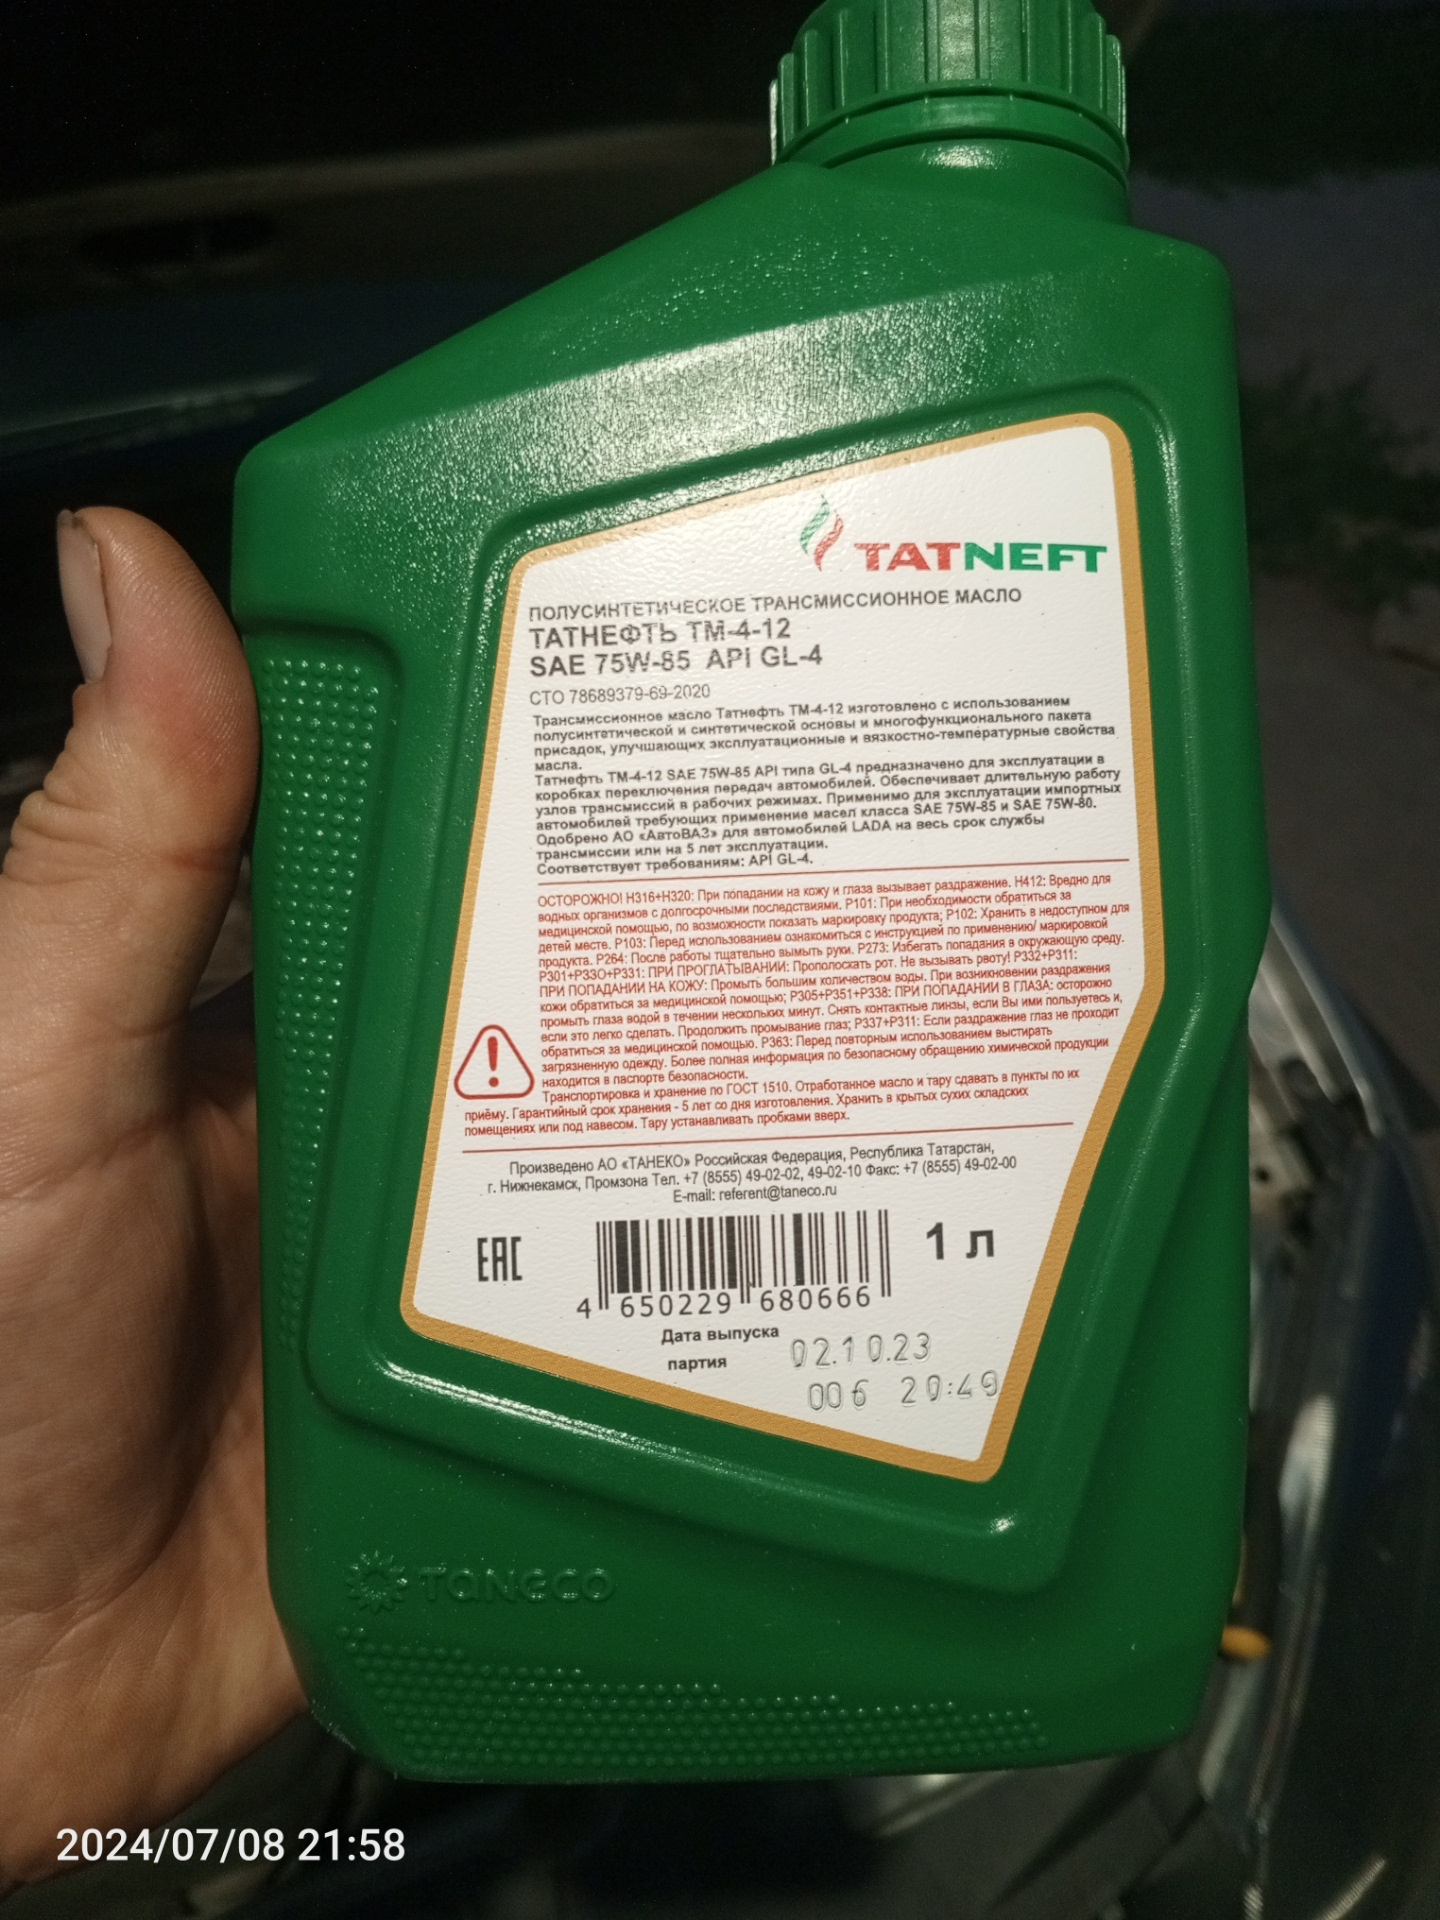 TATNEFT
ПОЛУСИНТЕТИЧЕСКОЕ ТРАНСМИССИОННОЕ МАСЛО
ТАТНЕФТЬ ТМ-4-12
SAE 75W-85 API GL-4
СТО 78689379-69-2020
Трансмиссионное масло Татнефть ТМ-4-12 изготовлено с использованием
полусинтетической и синтетической основы и многофункционального пакета
присадок, улучшающих эксплуатационные и вязкостно-температурные свойства
масла.
Татнефть ТМ-4-12 SAE 75W-85 API типа GL-4 предназначено для эксплуатации в
коробках переключения передач автомобилей. Обеспечивает длительную работу
узлов трансмиссий в рабочих режимах. Применимо для эксплуатации импортных
автомобилей требующих применение масел класса SAE 75W-85 и SAE 75W-80.
Одобрено АО «АвтоВАЗ» для автомобилей LADA на весь срок службы
трансмиссии или на 5 лет эксплуатации.
Соответствует требованиям: API GL-4.
ОСТОРОЖНО! H316+H320: При попадании на кожу и глаза вызывает раздражение. H412: Вредно для
водных организмов с долгосрочными последствиями. P101: При необходимости обратиться за
медицинской помощью, по возможности показать маркировку продукта; P102: Хранить в недоступном для
детей месте. P103: Перед использованием ознакомиться с инструкцией по применению/ маркировкой
продукта. P264: После работы тщательно вымыть руки. P273: Избегать попадания в окружающую среду.
P301+P33O+P331: ПРИ ПРОГЛАТЫВАНИИ: Прополоскать рот. Не вызывать рвоту! P332+P311:
ПРИ ПОПАДАНИИ НА КОЖУ: Промыть большим количеством воды. При возникновении раздражения
кожи обратиться за медицинской помощью; P305+P351+P338: ПРИ ПОПАДАНИИ В ГЛАЗА: осторожно
промыть глаза водой в течении нескольких минут. Снять контактные линзы, если Вы ими пользуетесь и,
если это легко сделать. Продолжить промывание глаз; P337+P311: Если раздражение глаз не проходит
обратиться за медицинской помощью. P363: Перед повторным использованием выстирать
загрязненную одежду. Более полная информация по безопасному обращению химической продукции
находится в паспорте безопасности.
Транспортировка и хранение по ГОСТ 1510. Отработанное масло и тару сдавать в пункты по их
приёму. Гарантийный срок хранения - 5 лет со дня изготовления. Хранить в крытых сухих складских
помещениях или под навесом. Тару устанавливать пробками вверх.
Произведено АО «ТАНЕКО» Российская Федерация, Республика Татарстан,
г. Нижнекамск, Промзона Тел. +7 (8555) 49-02-02, 49-02-10 Факс: +7 (8555) 49-02-00
E-mail: referent@taneco.ru
EAC
1 л
4 650229 680666
Дата выпуска 02.10.23
партия 006 20:49
TANECO
2024/07/08 21:58